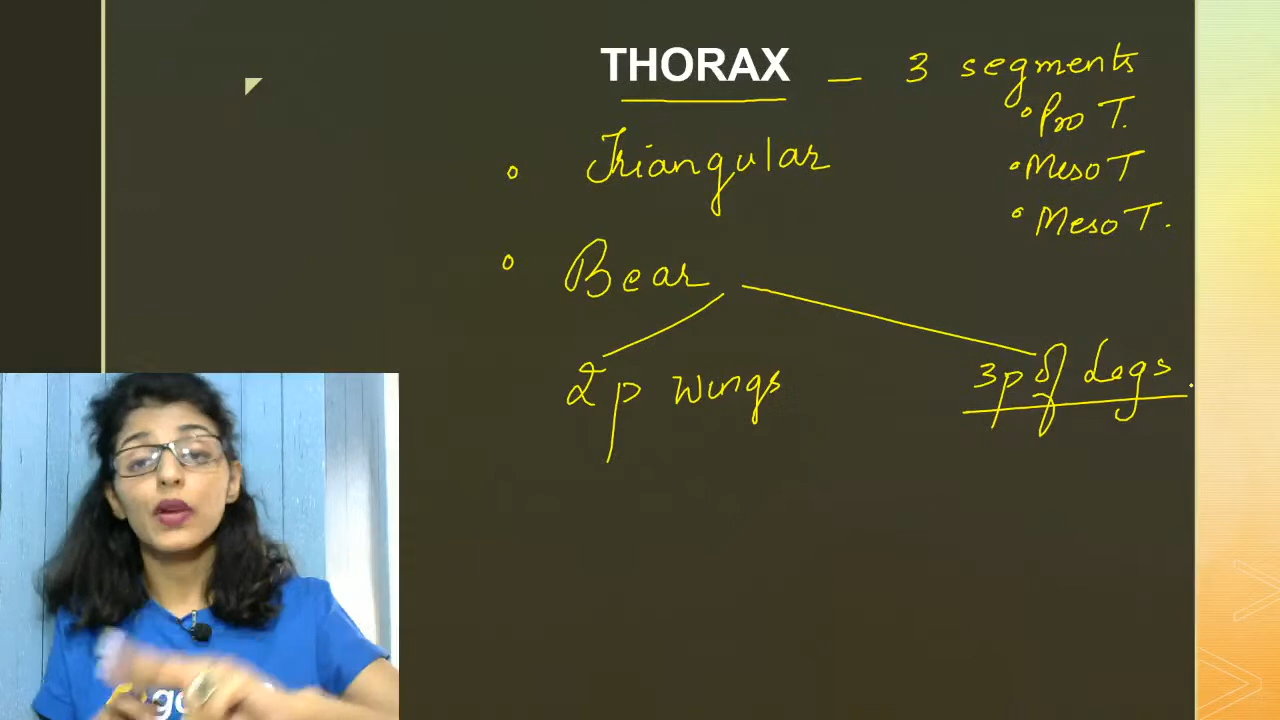 THORAX – 3 segments
• Pro T.
• Meso T
• Meso T.
• Triangular
• Bear
2 p wings
3 p of Legs.